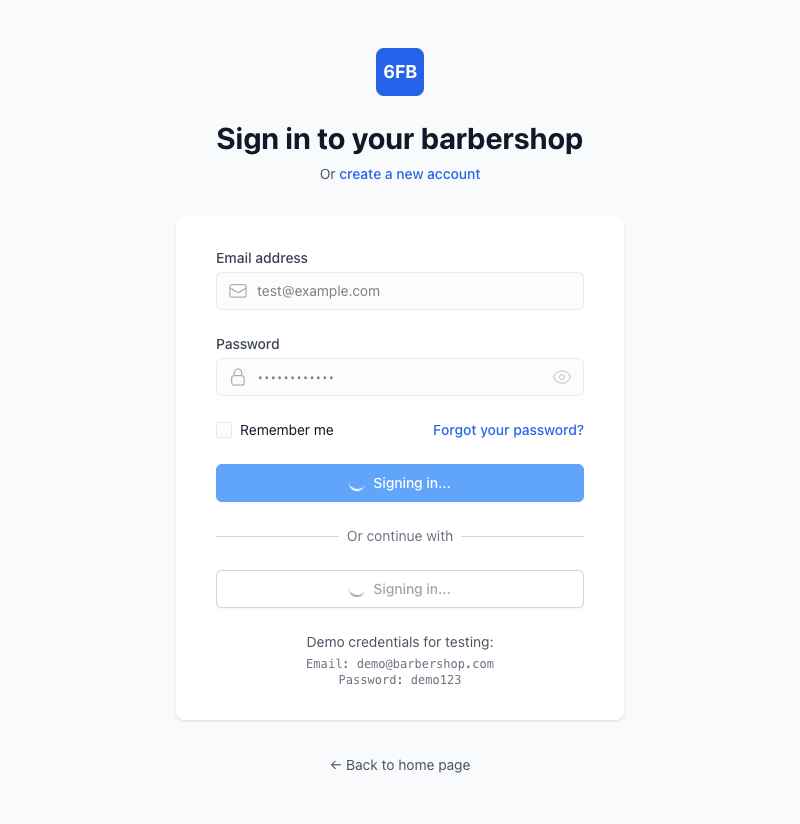 6FB
Sign in to your barbershop
Or create a new account
Email address
test@example.com
Password
••••••••••••
Remember me
Forgot your password?
Signing in...
Or continue with
Signing in...
Demo credentials for testing:
Email: demo@barbershop.com
Password: demo123
← Back to home page